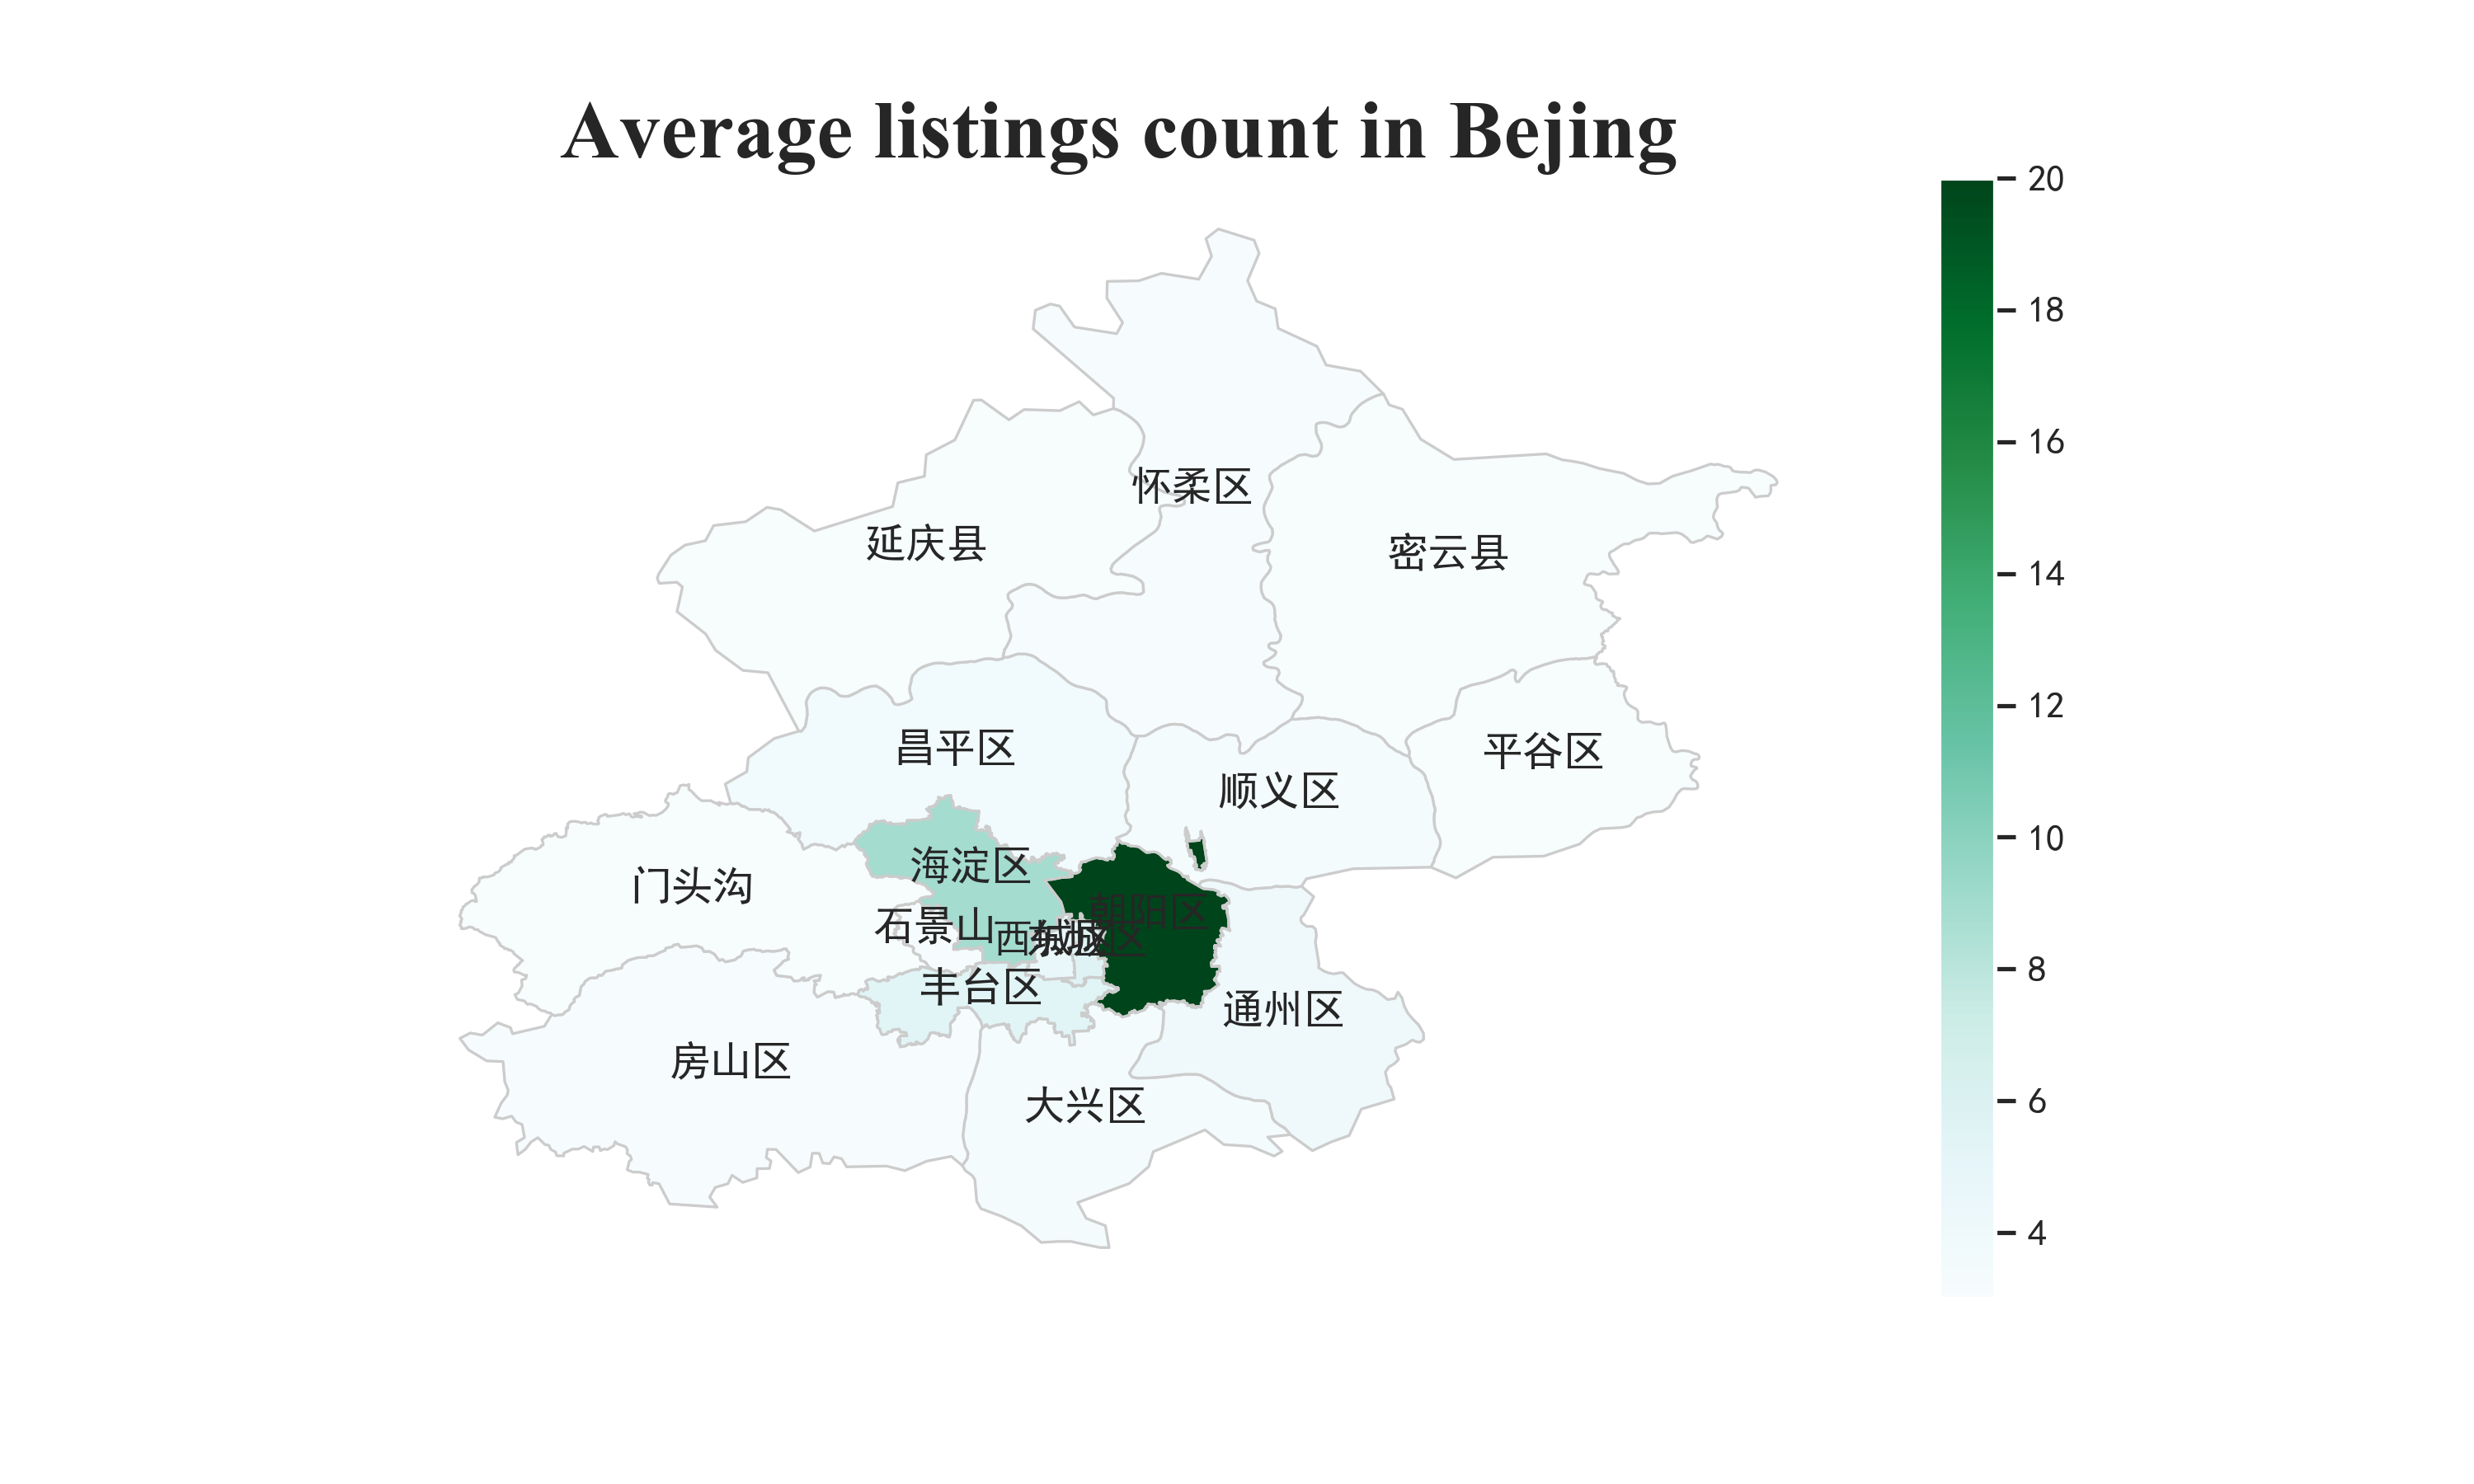 Average listings count in Bejing
20
18
16
14
12
10
8
6
4
怀柔区
延庆县
密云县
昌平区
平谷区
顺义区
海淀区
门头沟
朝阳区
石景山
西城区
东城区
丰台区
通州区
房山区
大兴区